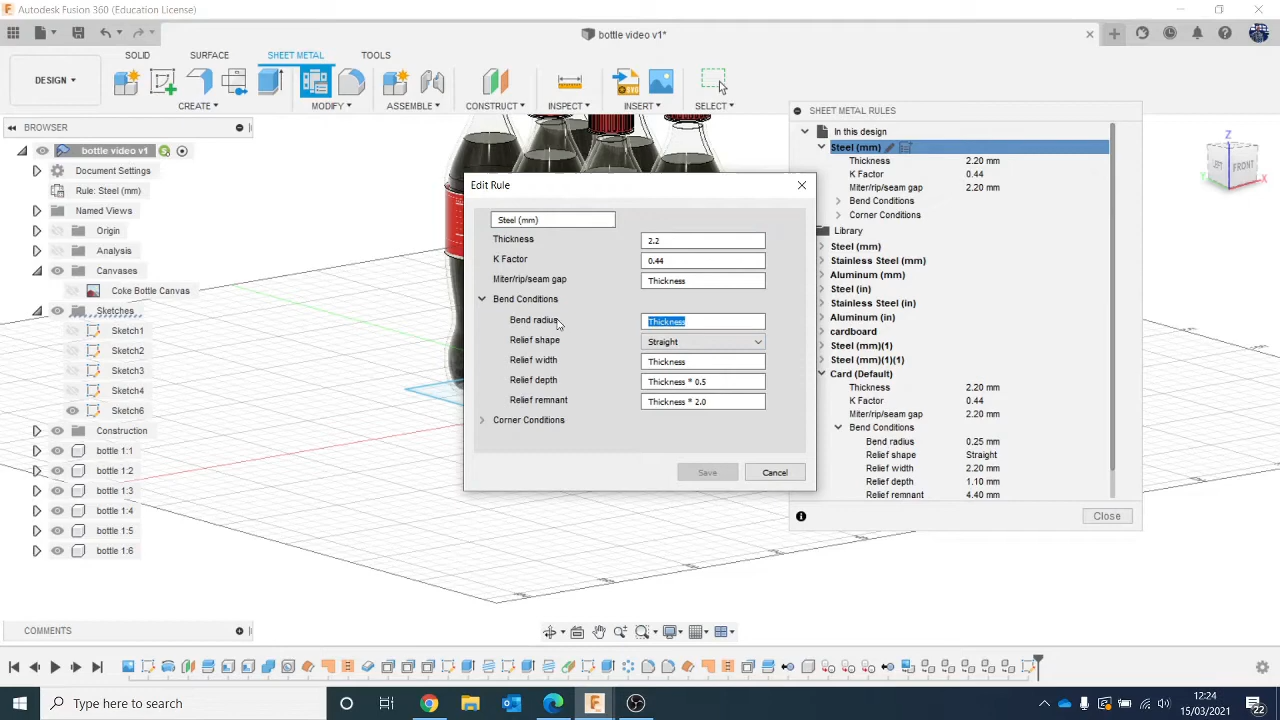 Autodesk Fusion 360 (Education License)
bottle video v1*
SOLID SURFACE SHEET METAL TOOLS
DESIGN
CREATE MODIFY ASSEMBLE CONSTRUCT INSPECT INSERT SELECT
BROWSER
bottle video v1
Document Settings
Rule: Steel (mm)
Named Views
Origin
Analysis
Canvases
Coke Bottle Canvas
Sketches
Sketch1
Sketch2
Sketch3
Sketch4
Sketch6
Construction
bottle 1:1
bottle 1:2
bottle 1:3
bottle 1:4
bottle 1:5
bottle 1:6
COMMENTS
Edit Rule
Steel (mm)
Thickness 2.2
K Factor 0.44
Miter/rip/seam gap Thickness
Bend Conditions
Bend radius Thickness
Relief shape Straight
Relief width Thickness
Relief depth Thickness * 0.5
Relief remnant Thickness * 2.0
Corner Conditions
Save Cancel
SHEET METAL RULES
In this design
Steel (mm)
Thickness 2.20 mm
K Factor 0.44
Miter/rip/seam gap 2.20 mm
Bend Conditions
Corner Conditions
Library
Steel (mm)
Stainless Steel (mm)
Aluminum (mm)
Steel (in)
Stainless Steel (in)
Aluminum (in)
cardboard
Steel (mm)(1)
Steel (mm)(1)(1)
Card (Default)
Thickness 2.20 mm
K Factor 0.44
Miter/rip/seam gap 2.20 mm
Bend Conditions
Bend radius 0.25 mm
Relief shape Straight
Relief width 2.20 mm
Relief depth 1.10 mm
Relief remnant 4.40 mm
Close
Z
LEFT FRONT
Y X
Type here to search
12:24
15/03/2021
22